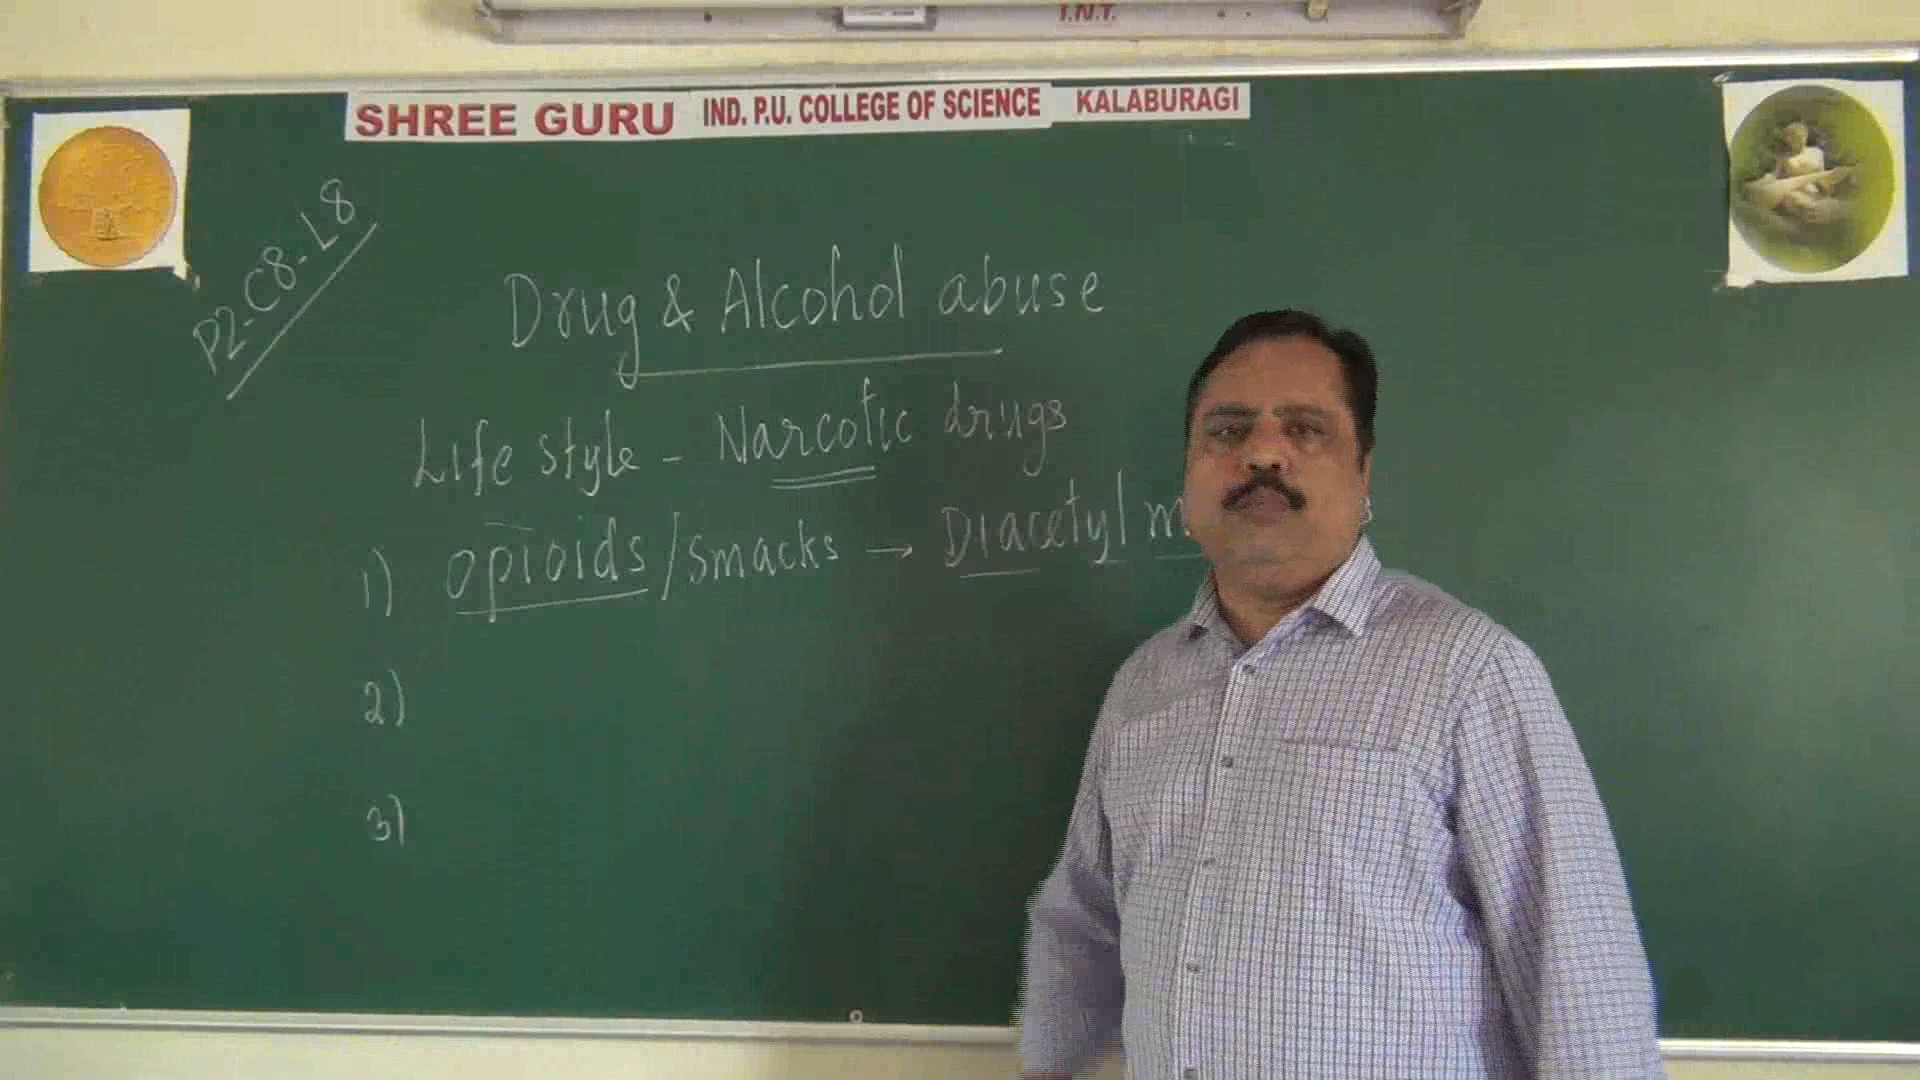 I.N.T.
SHREE GURU IND. P.U. COLLEGE OF SCIENCE KALABURAGI
P2-C8-L8
Drug & Alcohol abuse
Life style - Narcotic drugs
1) opioids/smacks → Diacetyl m
2)
3)